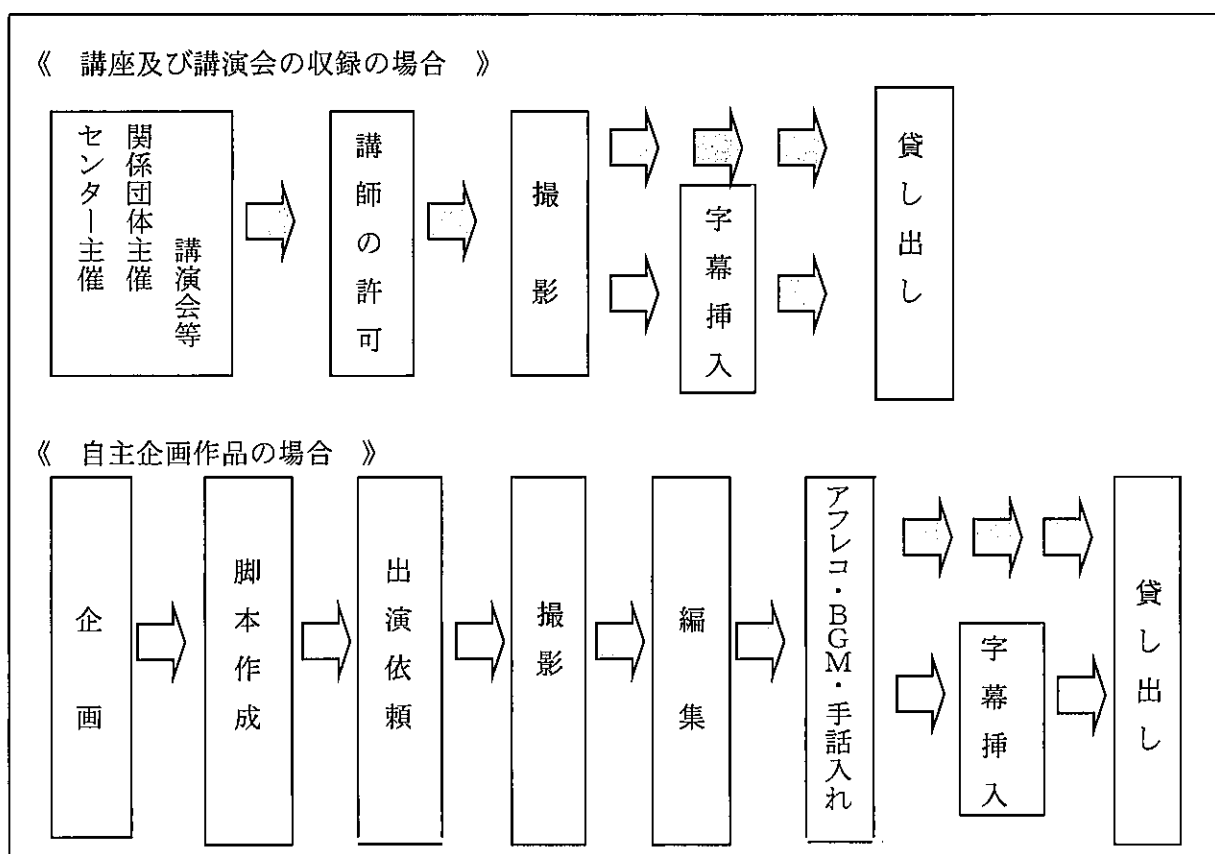 《 講座及び講演会の収録の場合 》
センター主催
関係団体主催
講演会等
講師の許可
撮影
字幕挿入
貸し出し
《 自主企画作品の場合 》
企画
脚本作成
出演依頼
撮影
編集
アフレコ・BGM・手話入れ
字幕挿入
貸し出し